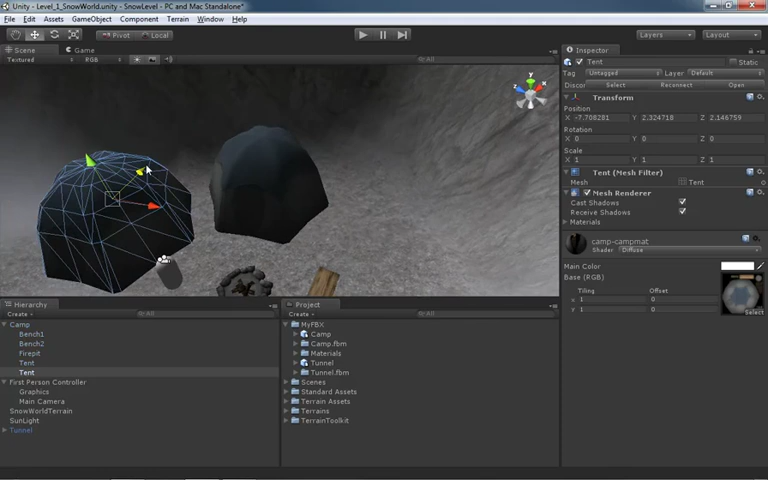 Unity - Level_1_SnowWorld.unity - SnowLevel - PC and Mac Standalone*
File Edit Assets GameObject Component Terrain Window Help
Pivot Local Layers Layout
Scene Game
Textured RGB All
y
x
z
Inspector
Tent Static
Tag Untagged Layer Default
Select Reconnect Open
Transform
Position
X -7.708201 Y 2.324718 Z 2.146759
Rotation
X 0 Y 0 Z 0
Scale
X 1 Y 1 Z 1
Tent (Mesh Filter)
Mesh Tent
Mesh Renderer
Cast Shadows
Receive Shadows
Materials
camp-campmat
Shader Diffuse
Main Color
Base (RGB)
Tiling Offset
x 1 0
y 1 0
Select
Hierarchy
Create All
Camp
Bench1
Bench2
Firepit
Tent
Tent
First Person Controller
Graphics
Main Camera
SnowWorldTerrain
SunLight
Tunnel
Project
Create All
MyFBX
Camp
Camp.fbm
Materials
Tunnel
Tunnel.fbm
Scenes
Standard Assets
Terrain Assets
Terrains
TerrainToolkit